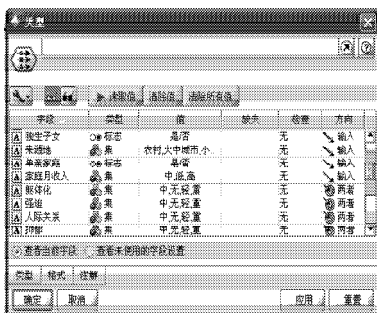 类型
读取值 清除值 清除所有值
字段 类型 值 缺失 检查 方向
独生子女 标志 是/否 无 输入
来源地 集 农村,大中城市,小.. 无 输入
单亲家庭 标志 是/否 无 输入
家庭月收入 集 中,低,高 无 输入
躯体化 集 中,无,轻,重 无 两者
强迫 集 中,无,轻,重 无 两者
人际关系 集 中,无,轻,重 无 两者
抑郁 集 中,无,轻,重 无 两者
查看当前字段 查看未使用的字段设置
类型 格式 注解
确定 取消 应用 重置